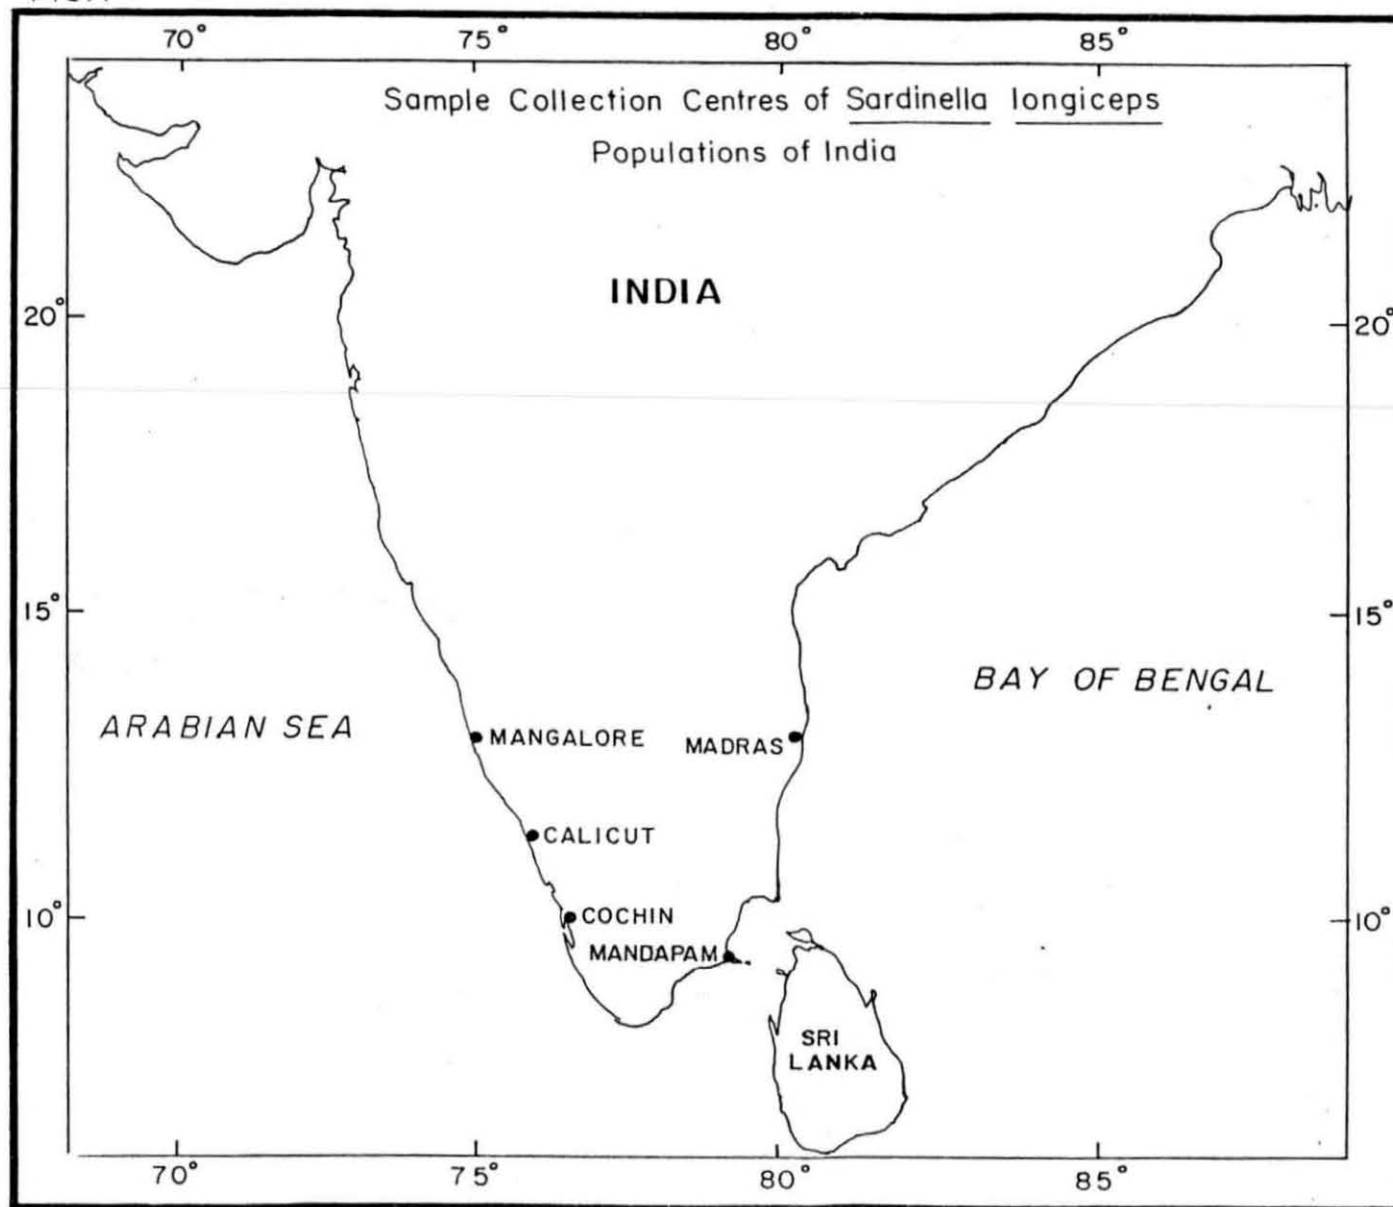 70° 75° 80° 85°
Sample Collection Centres of Sardinella longiceps
Populations of India
INDIA
20° 20°
15° 15°
BAY OF BENGAL
ARABIAN SEA
MANGALORE MADRAS
CALICUT
10° COCHIN 10°
MANDAPAM
SRI
LANKA
70° 75° 80° 85°